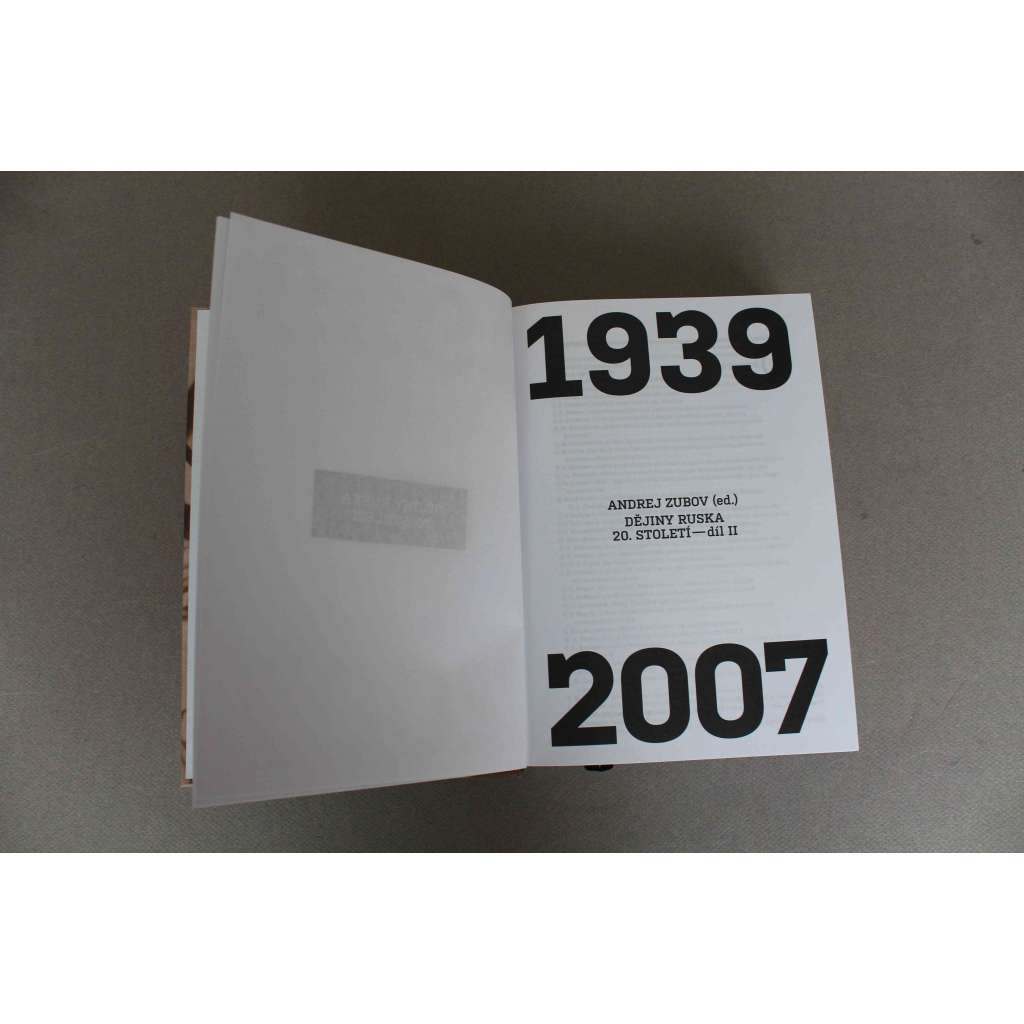 1939
ANDREJ ZUBOV (ed.)
DĚJINY RUSKA
20. STOLETÍ—díl II
2007